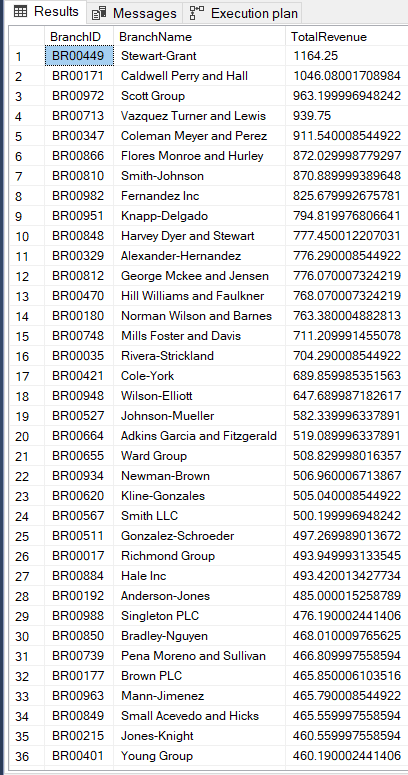 Results Messages Execution plan
BranchID BranchName TotalRevenue
1 BR00449 Stewart-Grant 1164.25
2 BR00171 Caldwell Perry and Hall 1046.08001708984
3 BR00972 Scott Group 963.199996948242
4 BR00713 Vazquez Turner and Lewis 939.75
5 BR00347 Coleman Meyer and Perez 911.540008544922
6 BR00866 Flores Monroe and Hurley 872.029998779297
7 BR00810 Smith-Johnson 870.889999389648
8 BR00982 Fernandez Inc 825.679992675781
9 BR00951 Knapp-Delgado 794.819976806641
10 BR00848 Harvey Dyer and Stewart 777.450012207031
11 BR00329 Alexander-Hernandez 776.290008544922
12 BR00812 George Mckee and Jensen 776.070007324219
13 BR00470 Hill Williams and Faulkner 768.070007324219
14 BR00180 Norman Wilson and Barnes 763.380004882813
15 BR00748 Mills Foster and Davis 711.209991455078
16 BR00035 Rivera-Strickland 704.290008544922
17 BR00421 Cole-York 689.859985351563
18 BR00948 Wilson-Elliott 647.689987182617
19 BR00527 Johnson-Mueller 582.339996337891
20 BR00664 Adkins Garcia and Fitzgerald 519.089996337891
21 BR00655 Ward Group 508.829998016357
22 BR00934 Newman-Brown 506.960006713867
23 BR00620 Kline-Gonzales 505.040008544922
24 BR00567 Smith LLC 500.199996948242
25 BR00511 Gonzalez-Schroeder 497.269989013672
26 BR00017 Richmond Group 493.949993133545
27 BR00884 Hale Inc 493.420013427734
28 BR00192 Anderson-Jones 485.000015258789
29 BR00988 Singleton PLC 476.190002441406
30 BR00850 Bradley-Nguyen 468.010009765625
31 BR00739 Pena Moreno and Sullivan 466.809997558594
32 BR00177 Brown PLC 465.850006103516
33 BR00963 Mann-Jimenez 465.790008544922
34 BR00849 Small Acevedo and Hicks 465.559997558594
35 BR00215 Jones-Knight 460.559997558594
36 BR00401 Young Group 460.190002441406